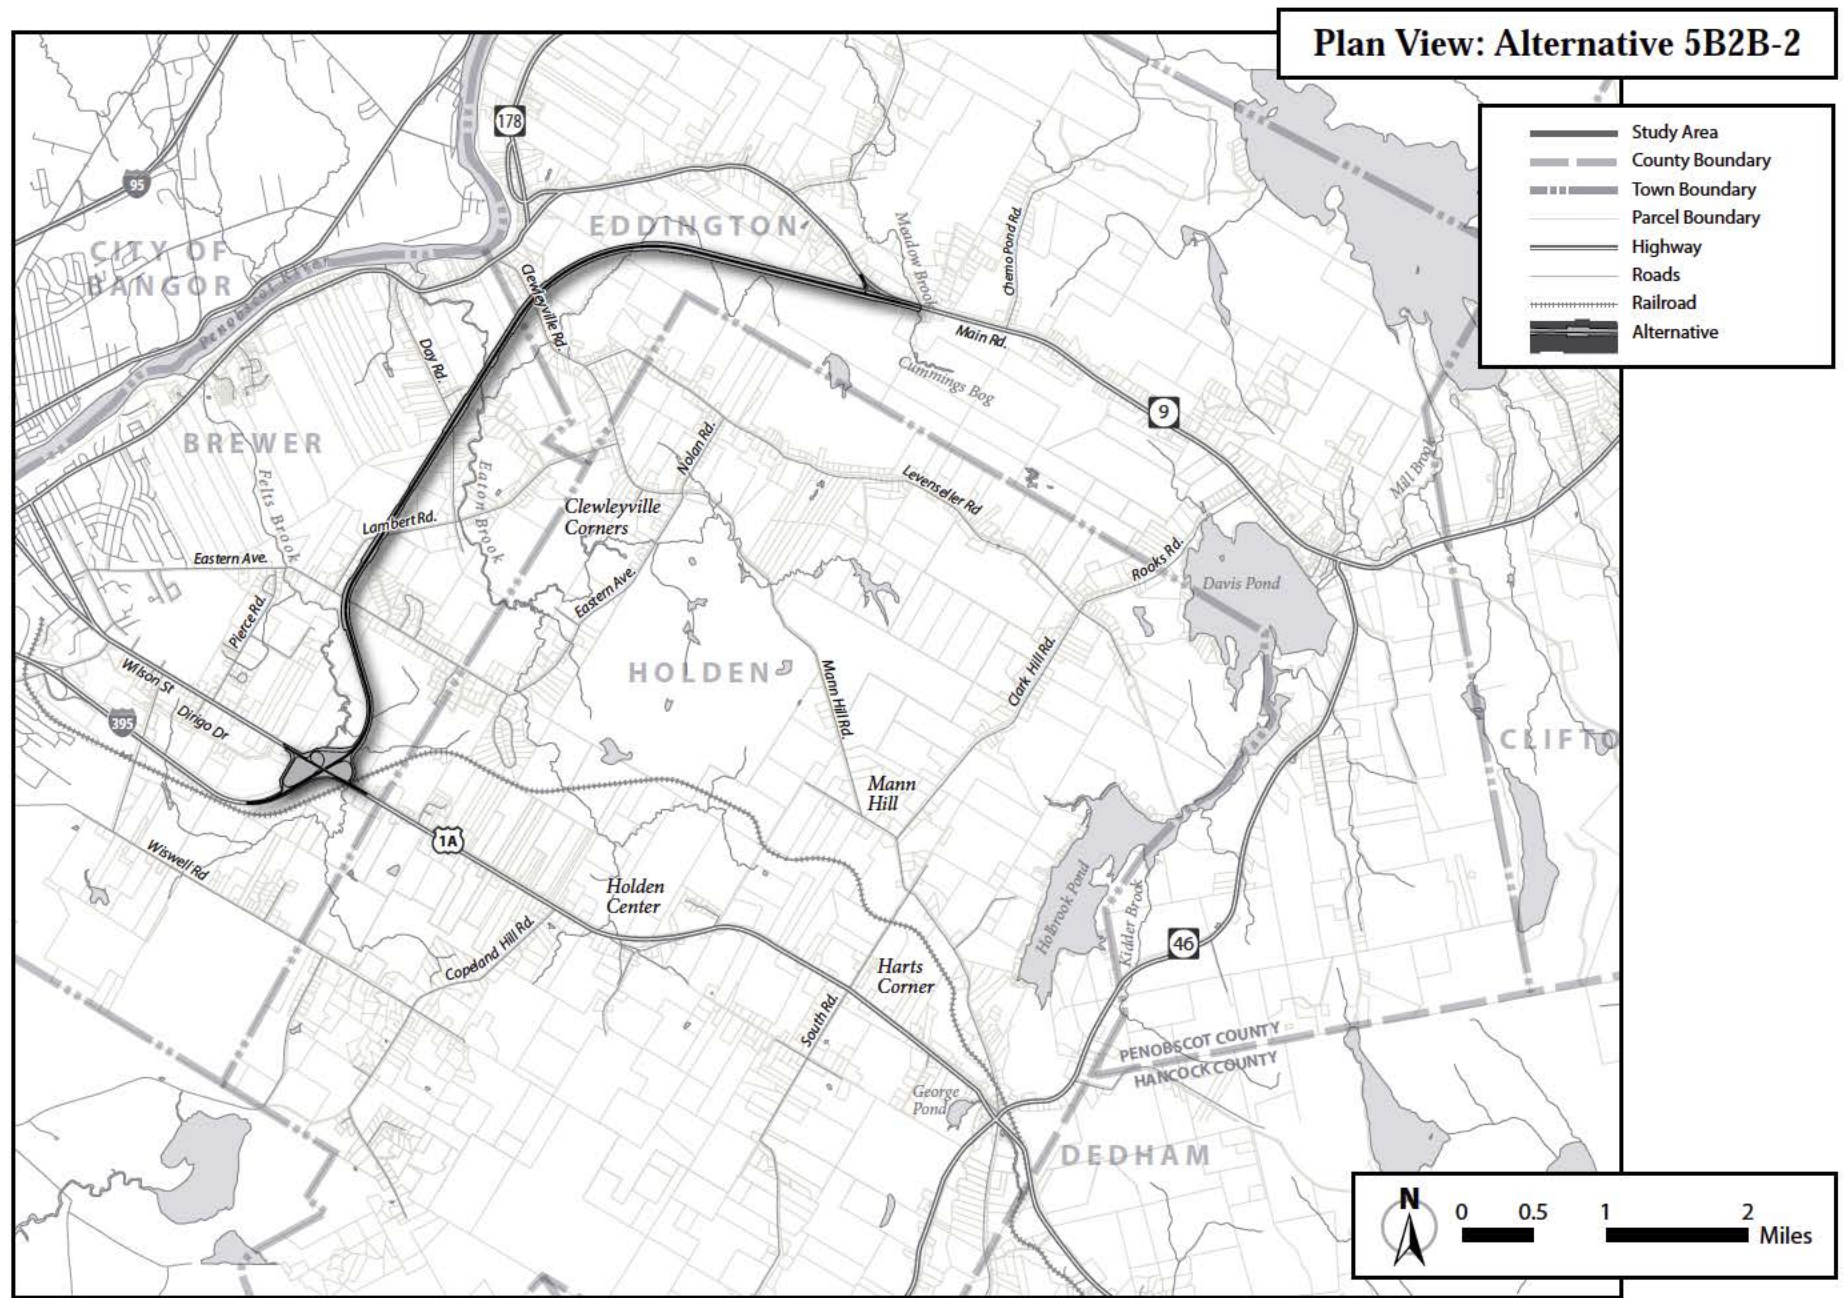 Plan View: Alternative 5B2B-2
Study Area
County Boundary
Town Boundary
Parcel Boundary
Highway
Roads
Railroad
Alternative
178
95
EDDINGTON
CITY OF
BANGOR
Penobscot River
Clewleyville Rd.
Meadow Brook
Chemo Pond Rd.
Main Rd.
Day Rd.
Cummings Bog
9
BREWER
Felts Brook
Eaton Brook
Nolan Rd.
Levenseller Rd
Mill Brook
Clewleyville
Corners
Lambert Rd.
Eastern Ave.
Rooks Rd.
Davis Pond
Eastern Ave.
Pierce Rd.
HOLDEN
Clark Hill Rd.
Mann Hill Rd.
Wilson St
Dirigo Dr
395
CLIFTO
Mann
Hill
1A
Wiswell Rd
Holden
Center
Holbrook Pond
Kidder Brook
Copeland Hill Rd.
46
Harts
Corner
South Rd.
PENOBSCOT COUNTY
HANCOCK COUNTY
George
Pond
DEDHAM
N
0 0.5 1 2
Miles